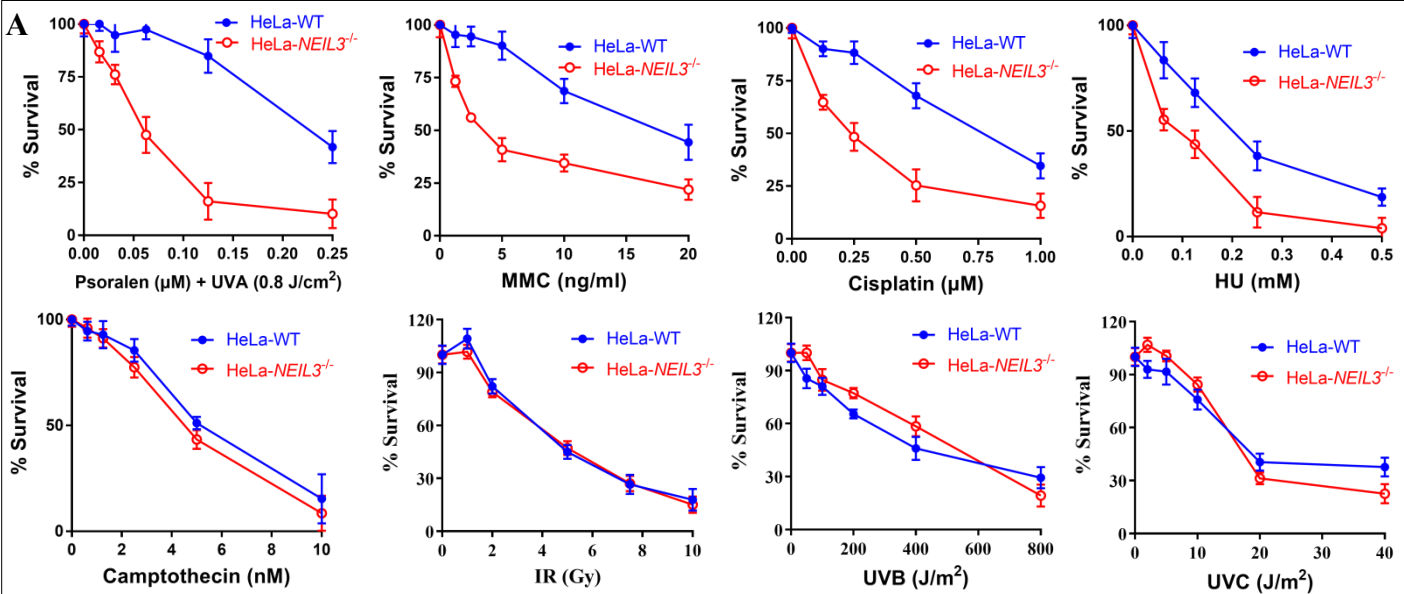 A
% Survival
100
75
50
25
0
0.00
0.05
0.10
0.15
0.20
0.25
Psoralen (µM) + UVA (0.8 J/cm²)
HeLa-WT
HeLa-NEIL3⁻/⁻
% Survival
100
75
50
25
0
0
5
10
15
20
MMC (ng/ml)
HeLa-WT
HeLa-NEIL3⁻/⁻
% Survival
100
75
50
25
0
0.00
0.25
0.50
0.75
1.00
Cisplatin (µM)
HeLa-WT
HeLa-NEIL3⁻/⁻
% Survival
100
50
0
0.0
0.1
0.2
0.3
0.4
0.5
HU (mM)
HeLa-WT
HeLa-NEIL3⁻/⁻
% Survival
100
50
0
0
2
4
6
8
10
Camptothecin (nM)
HeLa-WT
HeLa-NEIL3⁻/⁻
% Survival
120
90
60
30
0
0
2
4
6
8
10
IR (Gy)
HeLa-WT
HeLa-NEIL3⁻/⁻
% Survival
120
90
60
30
0
0
200
400
600
800
UVB (J/m²)
HeLa-WT
HeLa-NEIL3⁻/⁻
% Survival
120
90
60
30
0
0
10
20
30
40
UVC (J/m²)
HeLa-WT
HeLa-NEIL3⁻/⁻